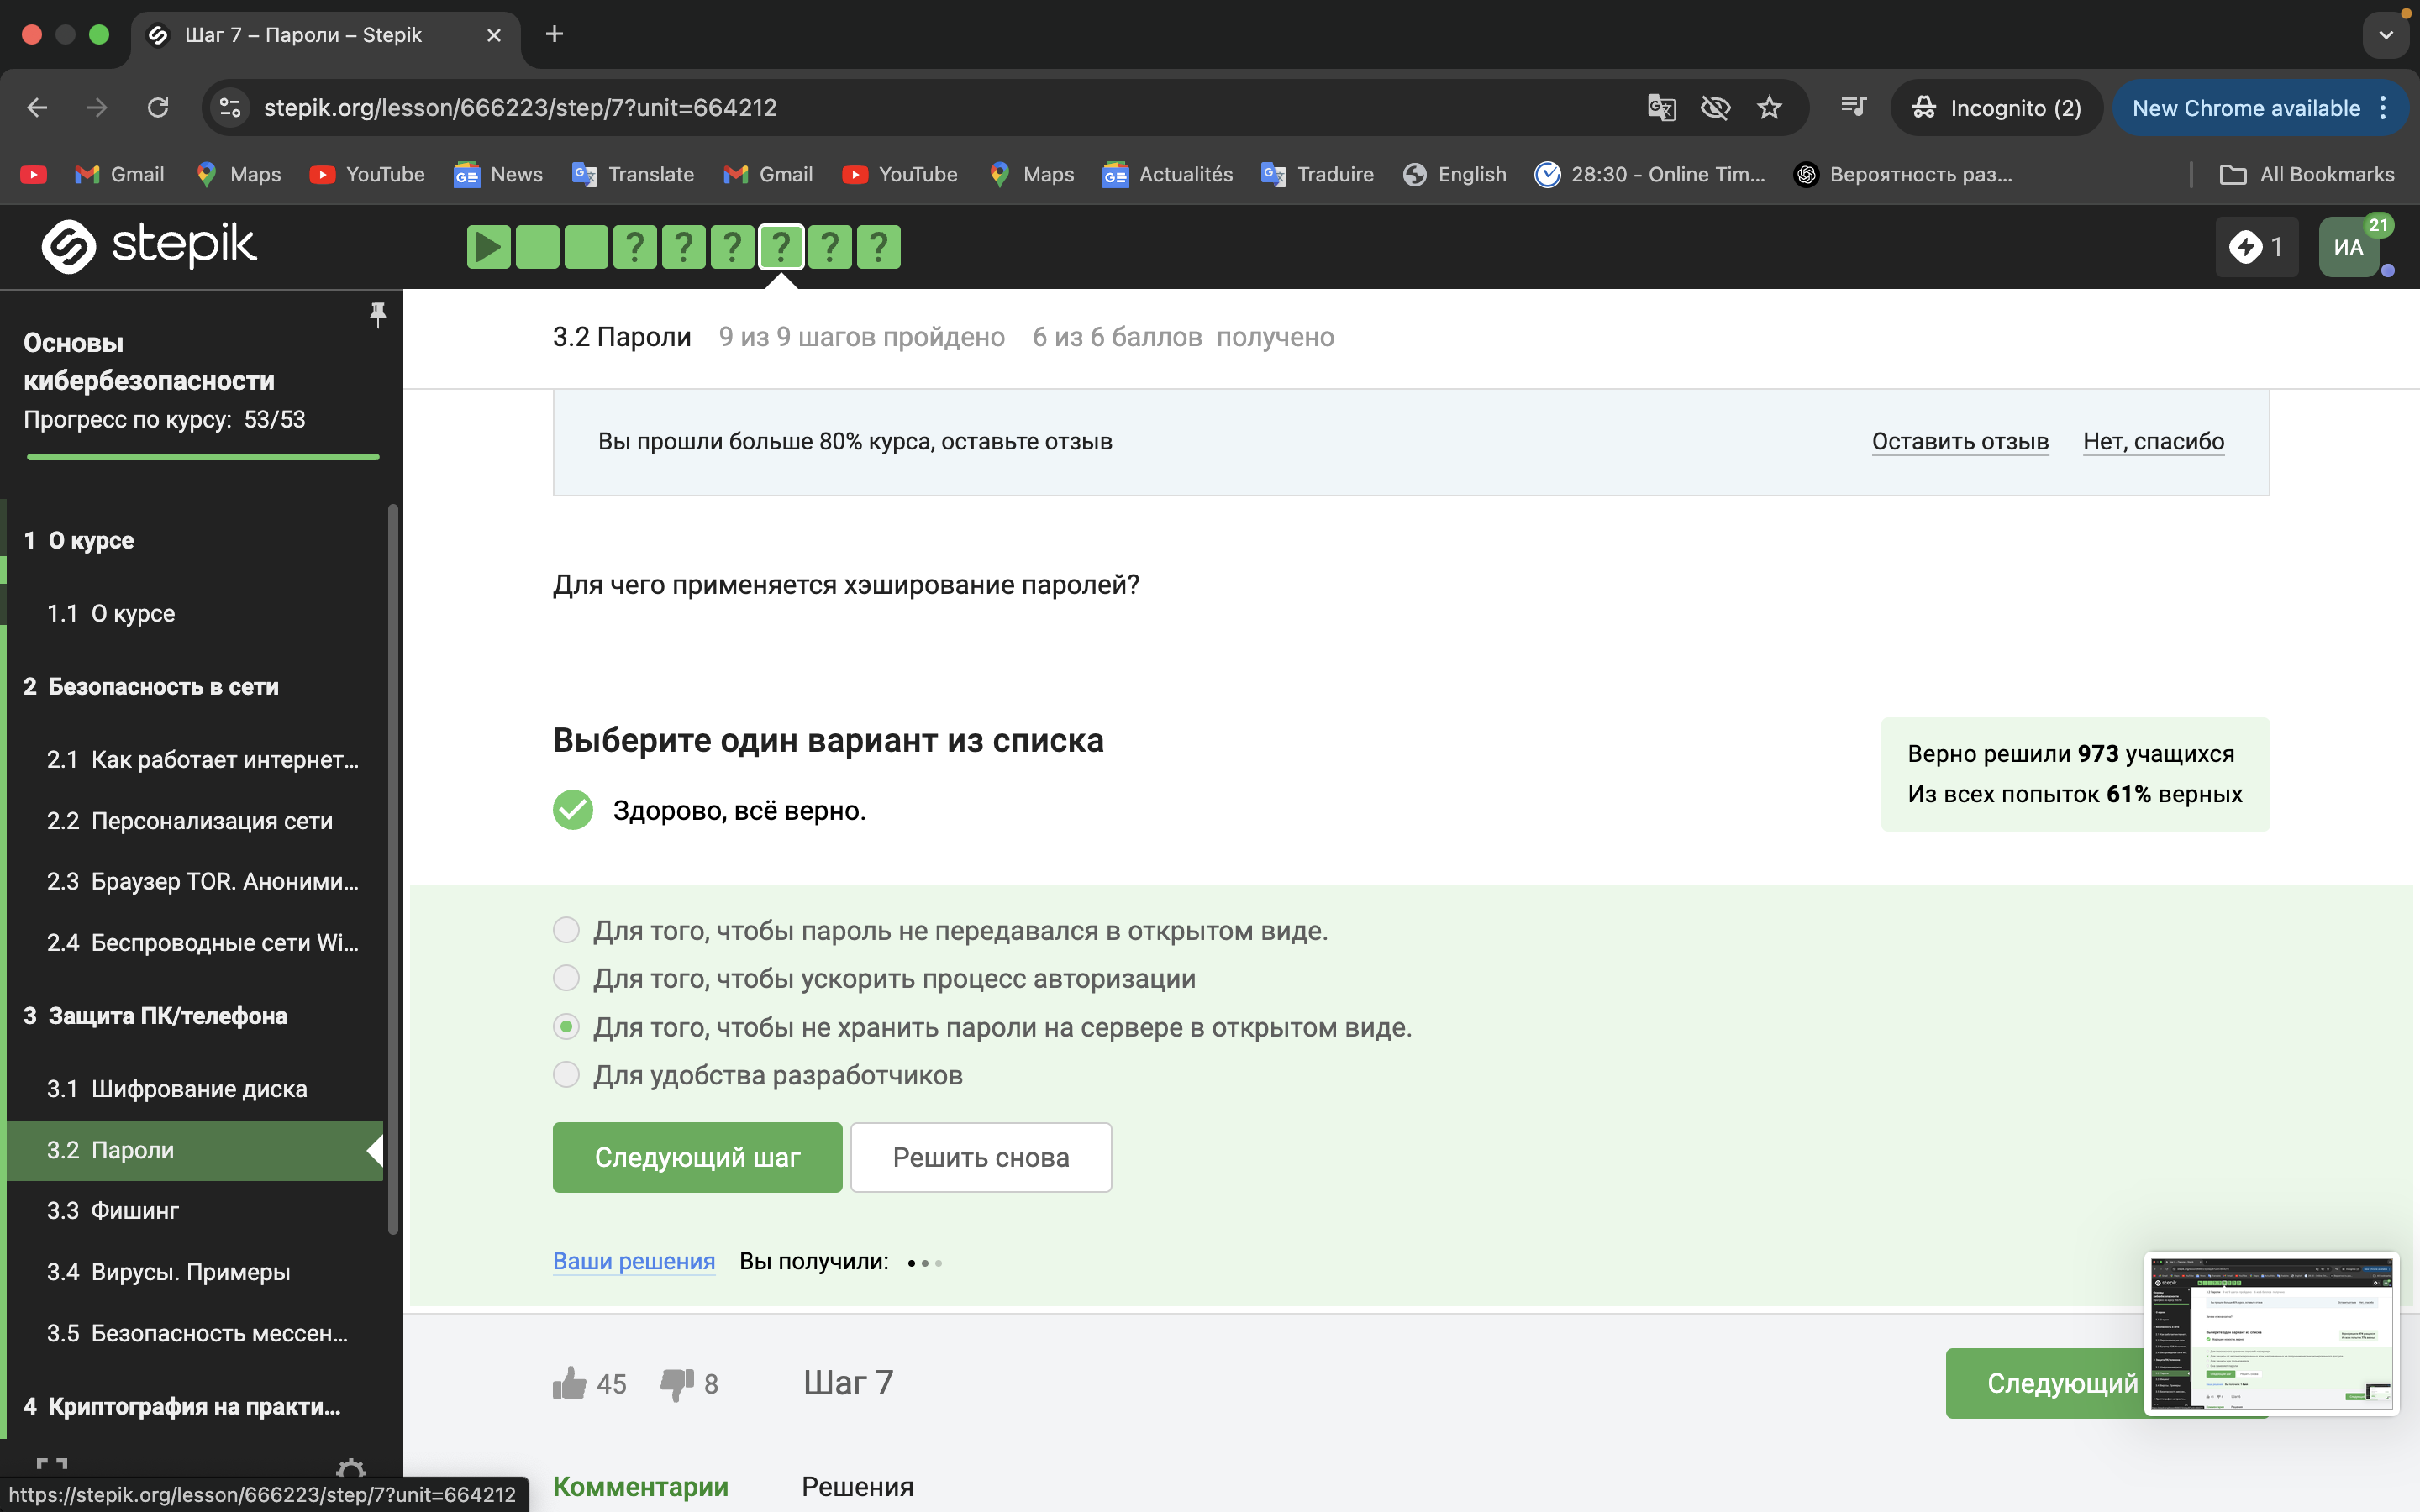 Шаг 7 – Пароли – Stepik
stepik.org/lesson/666223/step/7?unit=664212
Incognito (2)
New Chrome available
Gmail
Maps
YouTube
News
Translate
Gmail
YouTube
Maps
Actualités
Traduire
English
28:30 - Online Tim...
Вероятность раз...
All Bookmarks
stepik
? ? ? ? ? ?
1
ИА
21
Основы
кибербезопасности
Прогресс по курсу: 53/53
1 О курсе
1.1 О курсе
2 Безопасность в сети
2.1 Как работает интернет...
2.2 Персонализация сети
2.3 Браузер TOR. Аноними...
2.4 Беспроводные сети Wi...
3 Защита ПК/телефона
3.1 Шифрование диска
3.2 Пароли
3.3 Фишинг
3.4 Вирусы. Примеры
3.5 Безопасность мессен...
4 Криптография на практи...
https://stepik.org/lesson/666223/step/7?unit=664212
3.2 Пароли 9 из 9 шагов пройдено 6 из 6 баллов получено
Вы прошли больше 80% курса, оставьте отзыв
Оставить отзыв
Нет, спасибо
Для чего применяется хэширование паролей?
Выберите один вариант из списка
Здорово, всё верно.
Верно решили 973 учащихся
Из всех попыток 61% верных
Для того, чтобы пароль не передавался в открытом виде.
Для того, чтобы ускорить процесс авторизации
Для того, чтобы не хранить пароли на сервере в открытом виде.
Для удобства разработчиков
Следующий шаг
Решить снова
Ваши решения
Вы получили:
45
8
Шаг 7
Следующий
Комментарии
Решения